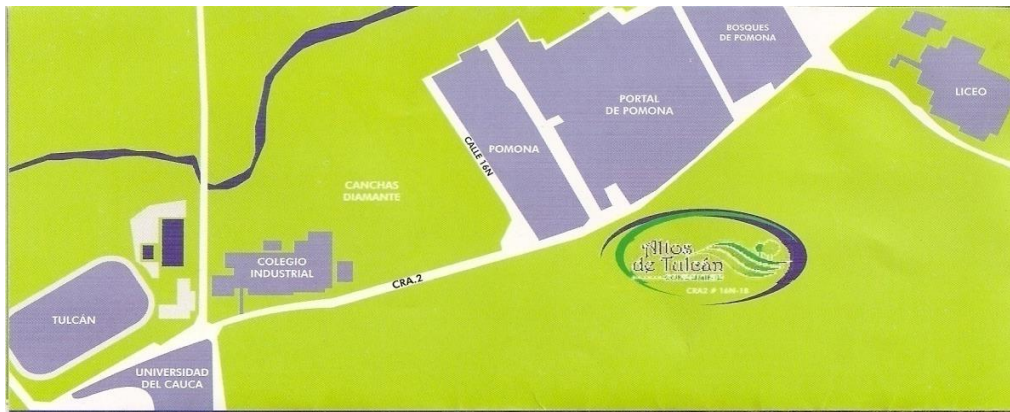 BOSQUES
DE POMONA
LICEO
PORTAL
DE POMONA
POMONA
CALLE 16N
CANCHAS
DIAMANTE
Altos
de Tulcán
CRA2 # 16N-18
COLEGIO
INDUSTRIAL
CRA.2
TULCÁN
UNIVERSIDAD
DEL CAUCA